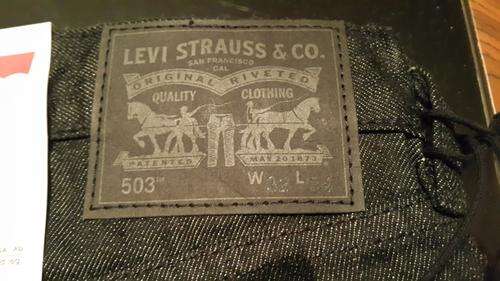 LEVI STRAUSS & CO.
SAN FRANCISCO
CAL
ORIGINAL RIVETED
QUALITY CLOTHING
PATENTED MAY 20 1873
503™ W L